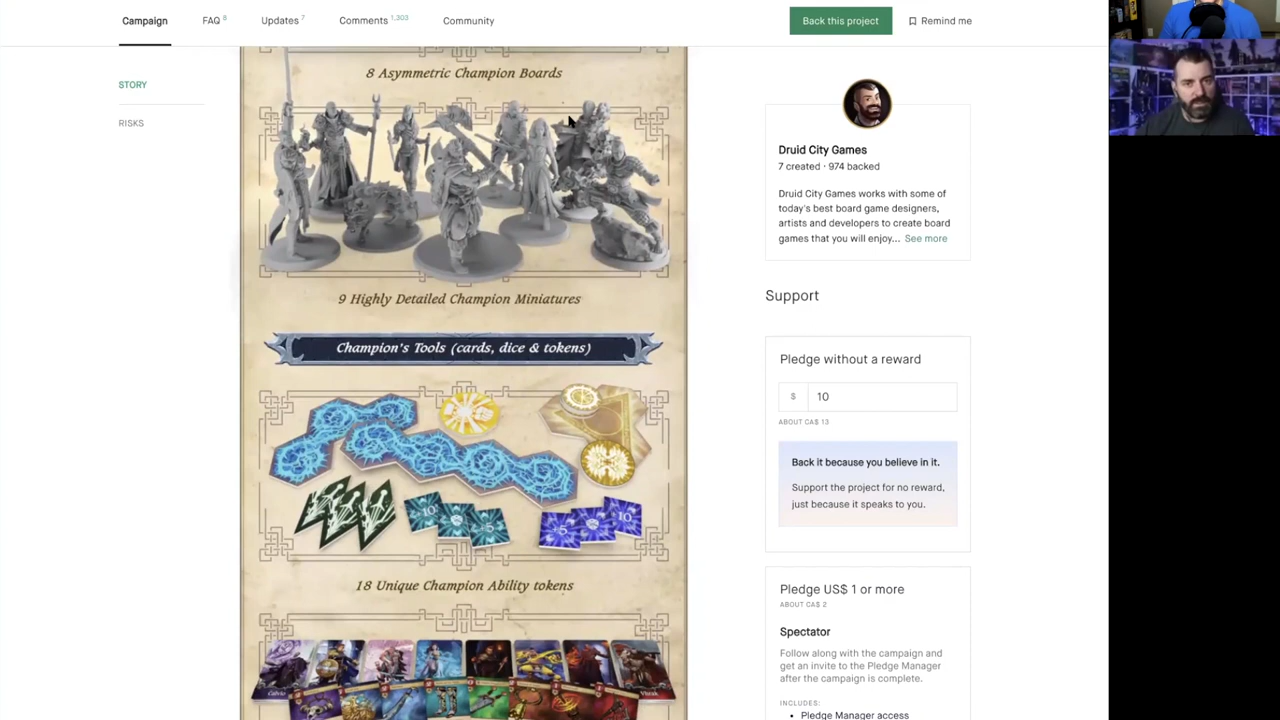 Campaign
FAQ 8
Updates 7
Comments 1,303
Community
Back this project
Remind me
STORY
RISKS
8 Asymmetric Champion Boards
9 Highly Detailed Champion Miniatures
Champion's Tools (cards, dice & tokens)
10
5
+5
10
18 Unique Champion Ability tokens
Druid City Games
7 created · 974 backed
Druid City Games works with some of
today's best board game designers,
artists and developers to create board
games that you will enjoy... See more
Support
Pledge without a reward
$ 10
ABOUT CA$ 13
Back it because you believe in it.
Support the project for no reward,
just because it speaks to you.
Pledge US$ 1 or more
ABOUT CA$ 2
Spectator
Follow along with the campaign and
get an invite to the Pledge Manager
after the campaign is complete.
INCLUDES:
• Pledge Manager access